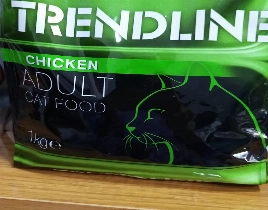 TRENDLINE
CHICKEN
ADULT
CAT FOOD
1kg℮